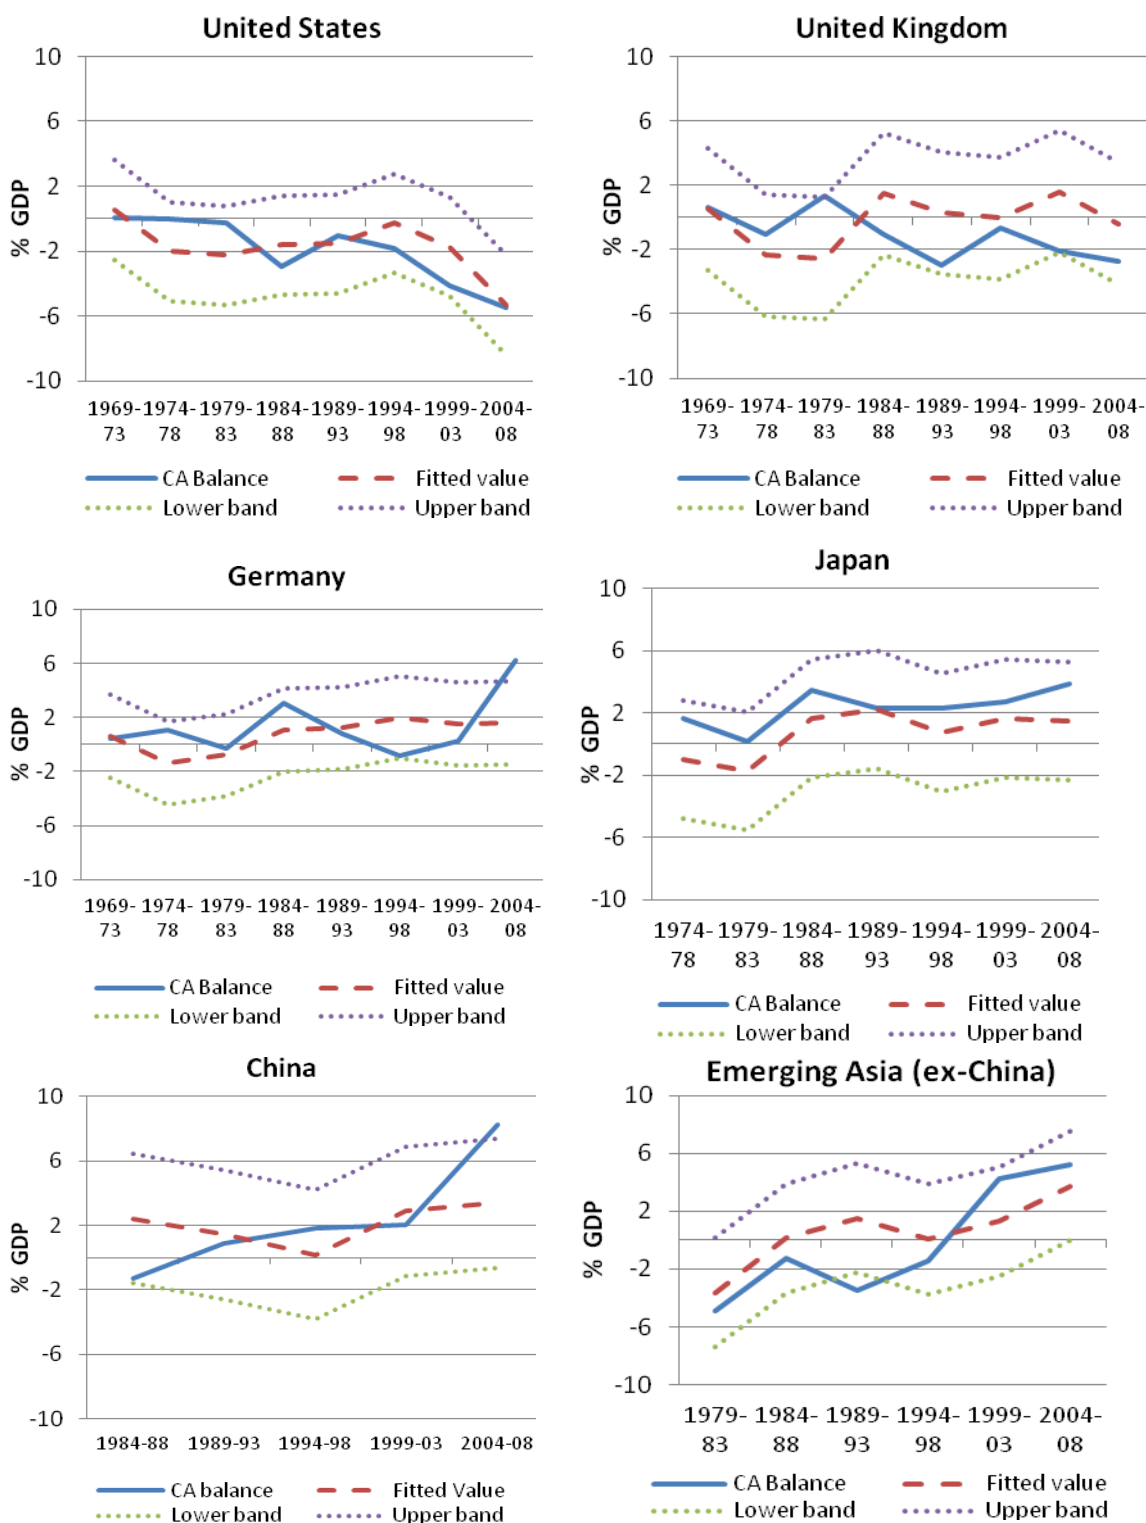 United States
10
6
2
-2
-6
-10
% GDP
1969- 1974- 1979- 1984- 1989- 1994- 1999- 2004-
73 78 83 88 93 98 03 08
CA Balance Fitted value
Lower band Upper band
United Kingdom
10
6
2
-2
-6
-10
% GDP
1969- 1974- 1979- 1984- 1989- 1994- 1999- 2004-
73 78 83 88 93 98 03 08
CA Balance Fitted value
Lower band Upper band
Germany
10
6
2
-2
-6
-10
% GDP
1969- 1974- 1979- 1984- 1989- 1994- 1999- 2004-
73 78 83 88 93 98 03 08
CA Balance Fitted value
Lower band Upper band
Japan
10
6
2
-2
-6
-10
% GDP
1974- 1979- 1984- 1989- 1994- 1999- 2004-
78 83 88 93 98 03 08
CA Balance Fitted value
Lower band Upper band
China
10
6
2
-2
-6
-10
% GDP
1984-88 1989-93 1994-98 1999-03 2004-08
CA balance Fitted value
Lower band Upper band
Emerging Asia (ex-China)
10
6
2
-2
-6
-10
% GDP
1979- 1984- 1989- 1994- 1999- 2004-
83 88 93 98 03 08
CA Balance Fitted value
Lower band Upper band